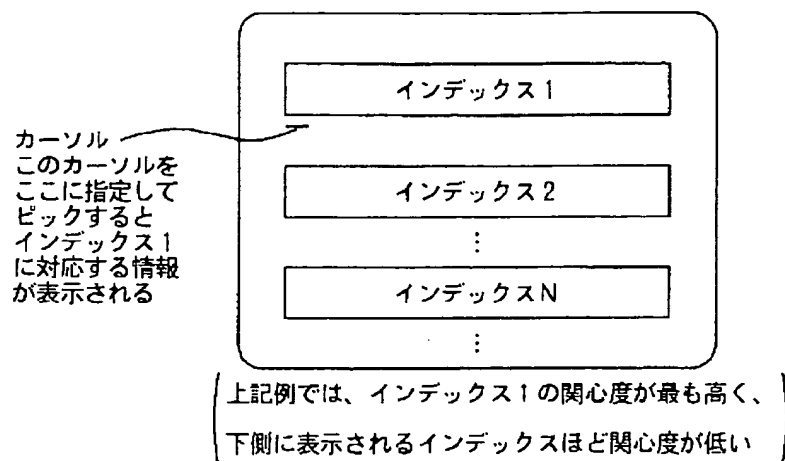 インデックス1
カーソル
このカーソルを
ここに指定して
ピックすると
インデックス1
に対応する情報
が表示される
インデックス2
⋮
インデックスN
⋮
上記例では、インデックス1の関心度が最も高く、
下側に表示されるインデックスほど関心度が低い